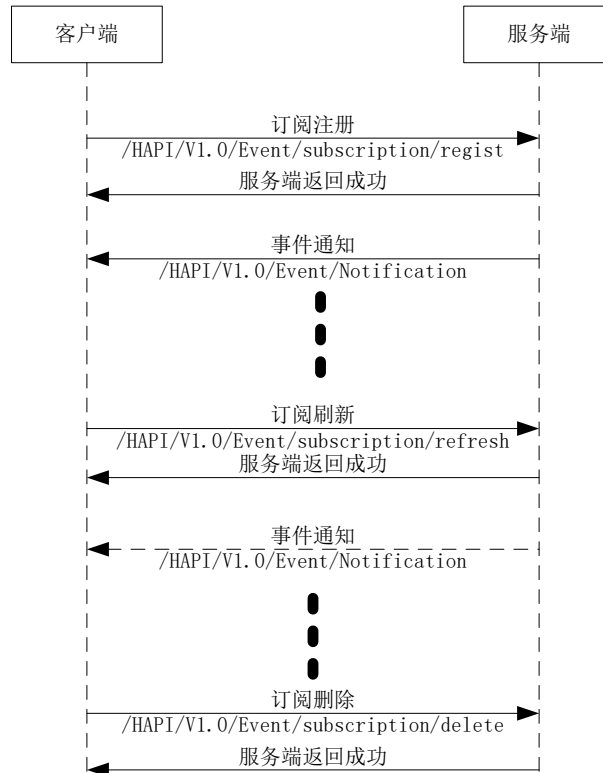 客户端
服务端
订阅注册
/HAPI/V1.0/Event/subscription/regist
服务端返回成功
事件通知
/HAPI/V1.0/Event/Notification
订阅刷新
/HAPI/V1.0/Event/subscription/refresh
服务端返回成功
事件通知
/HAPI/V1.0/Event/Notification
订阅删除
/HAPI/V1.0/Event/subscription/delete
服务端返回成功